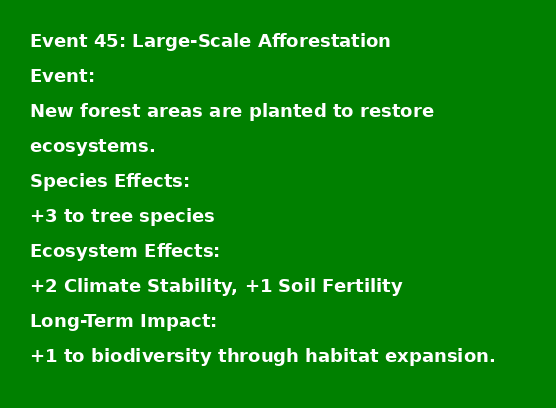 Event 45: Large-Scale Afforestation
Event:
New forest areas are planted to restore
ecosystems.
Species Effects:
+3 to tree species
Ecosystem Effects:
+2 Climate Stability, +1 Soil Fertility
Long-Term Impact:
+1 to biodiversity through habitat expansion.